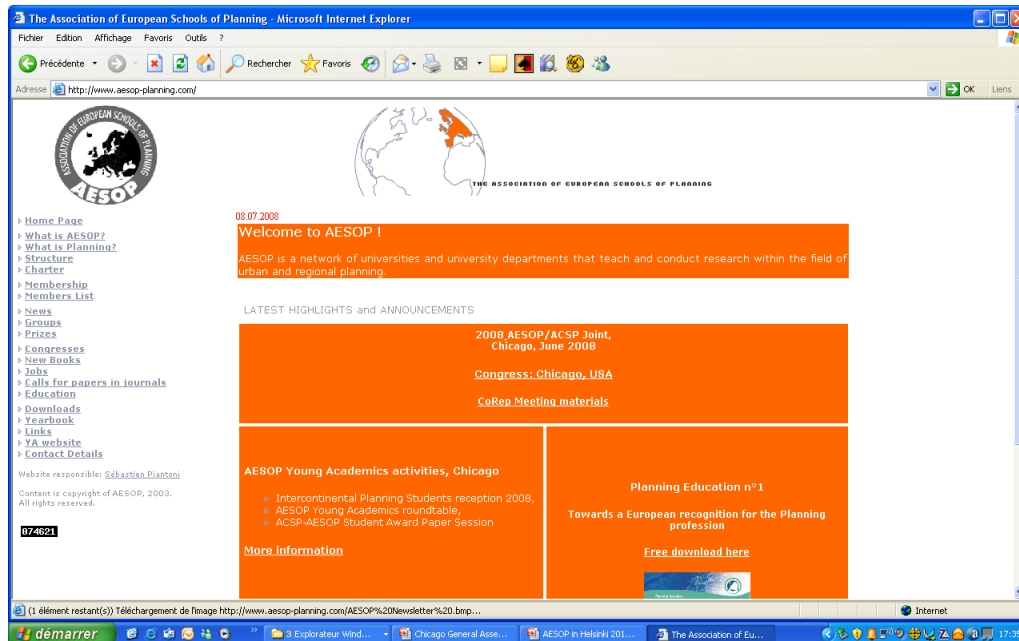 The Association of European Schools of Planning - Microsoft Internet Explorer
Fichier Edition Affichage Favoris Outils ?
Précédente Rechercher Favoris
Adresse http://www.aesop-planning.com/ OK Liens
ASSOCIATION OF EUROPEAN SCHOOLS OF PLANNING
AESOP
THE ASSOCIATION OF EUROPEAN SCHOOLS OF PLANNING
Home Page
What is AESOP?
What is Planning?
Structure
Charter
Membership
Members List
News
Groups
Prizes
Congresses
New Books
Jobs
Calls for papers in journals
Education
Downloads
Yearbook
Links
YA website
Contact Details
Website responsible: Sébastien Piantoni
Content is copyright of AESOP, 2003.
All rights reserved.
074621
08.07.2008
Welcome to AESOP !
AESOP is a network of universities and university departments that teach and conduct research within the field of
urban and regional planning.
LATEST HIGHLIGHTS and ANNOUNCEMENTS
2008 AESOP/ACSP Joint,
Chicago, June 2008
Congress: Chicago, USA
CoRep Meeting materials
AESOP Young Academics activities, Chicago
Intercontinental Planning Students reception 2008,
AESOP Young Academics roundtable,
ACSP-AESOP Student Award Paper Session
More information
Planning Education nº1
Towards a European recognition for the Planning
profession
Free download here
(1 élément restant(s)) Téléchargement de l'image http://www.aesop-planning.com/AESOP%20Newsletter%20.bmp... Internet
démarrer 3 Explorateur Wind... Chicago General Asse... AESOP in Helsinki 201... The Association of Eu...